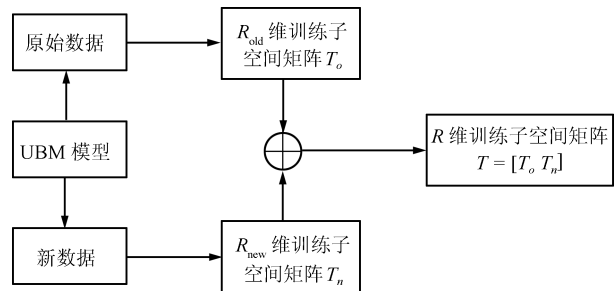 原始数据
R_old 维训练子
空间矩阵 T_o
UBM 模型
R 维训练子空间矩阵
T = [T_o T_n]
新数据
R_new 维训练子
空间矩阵 T_n